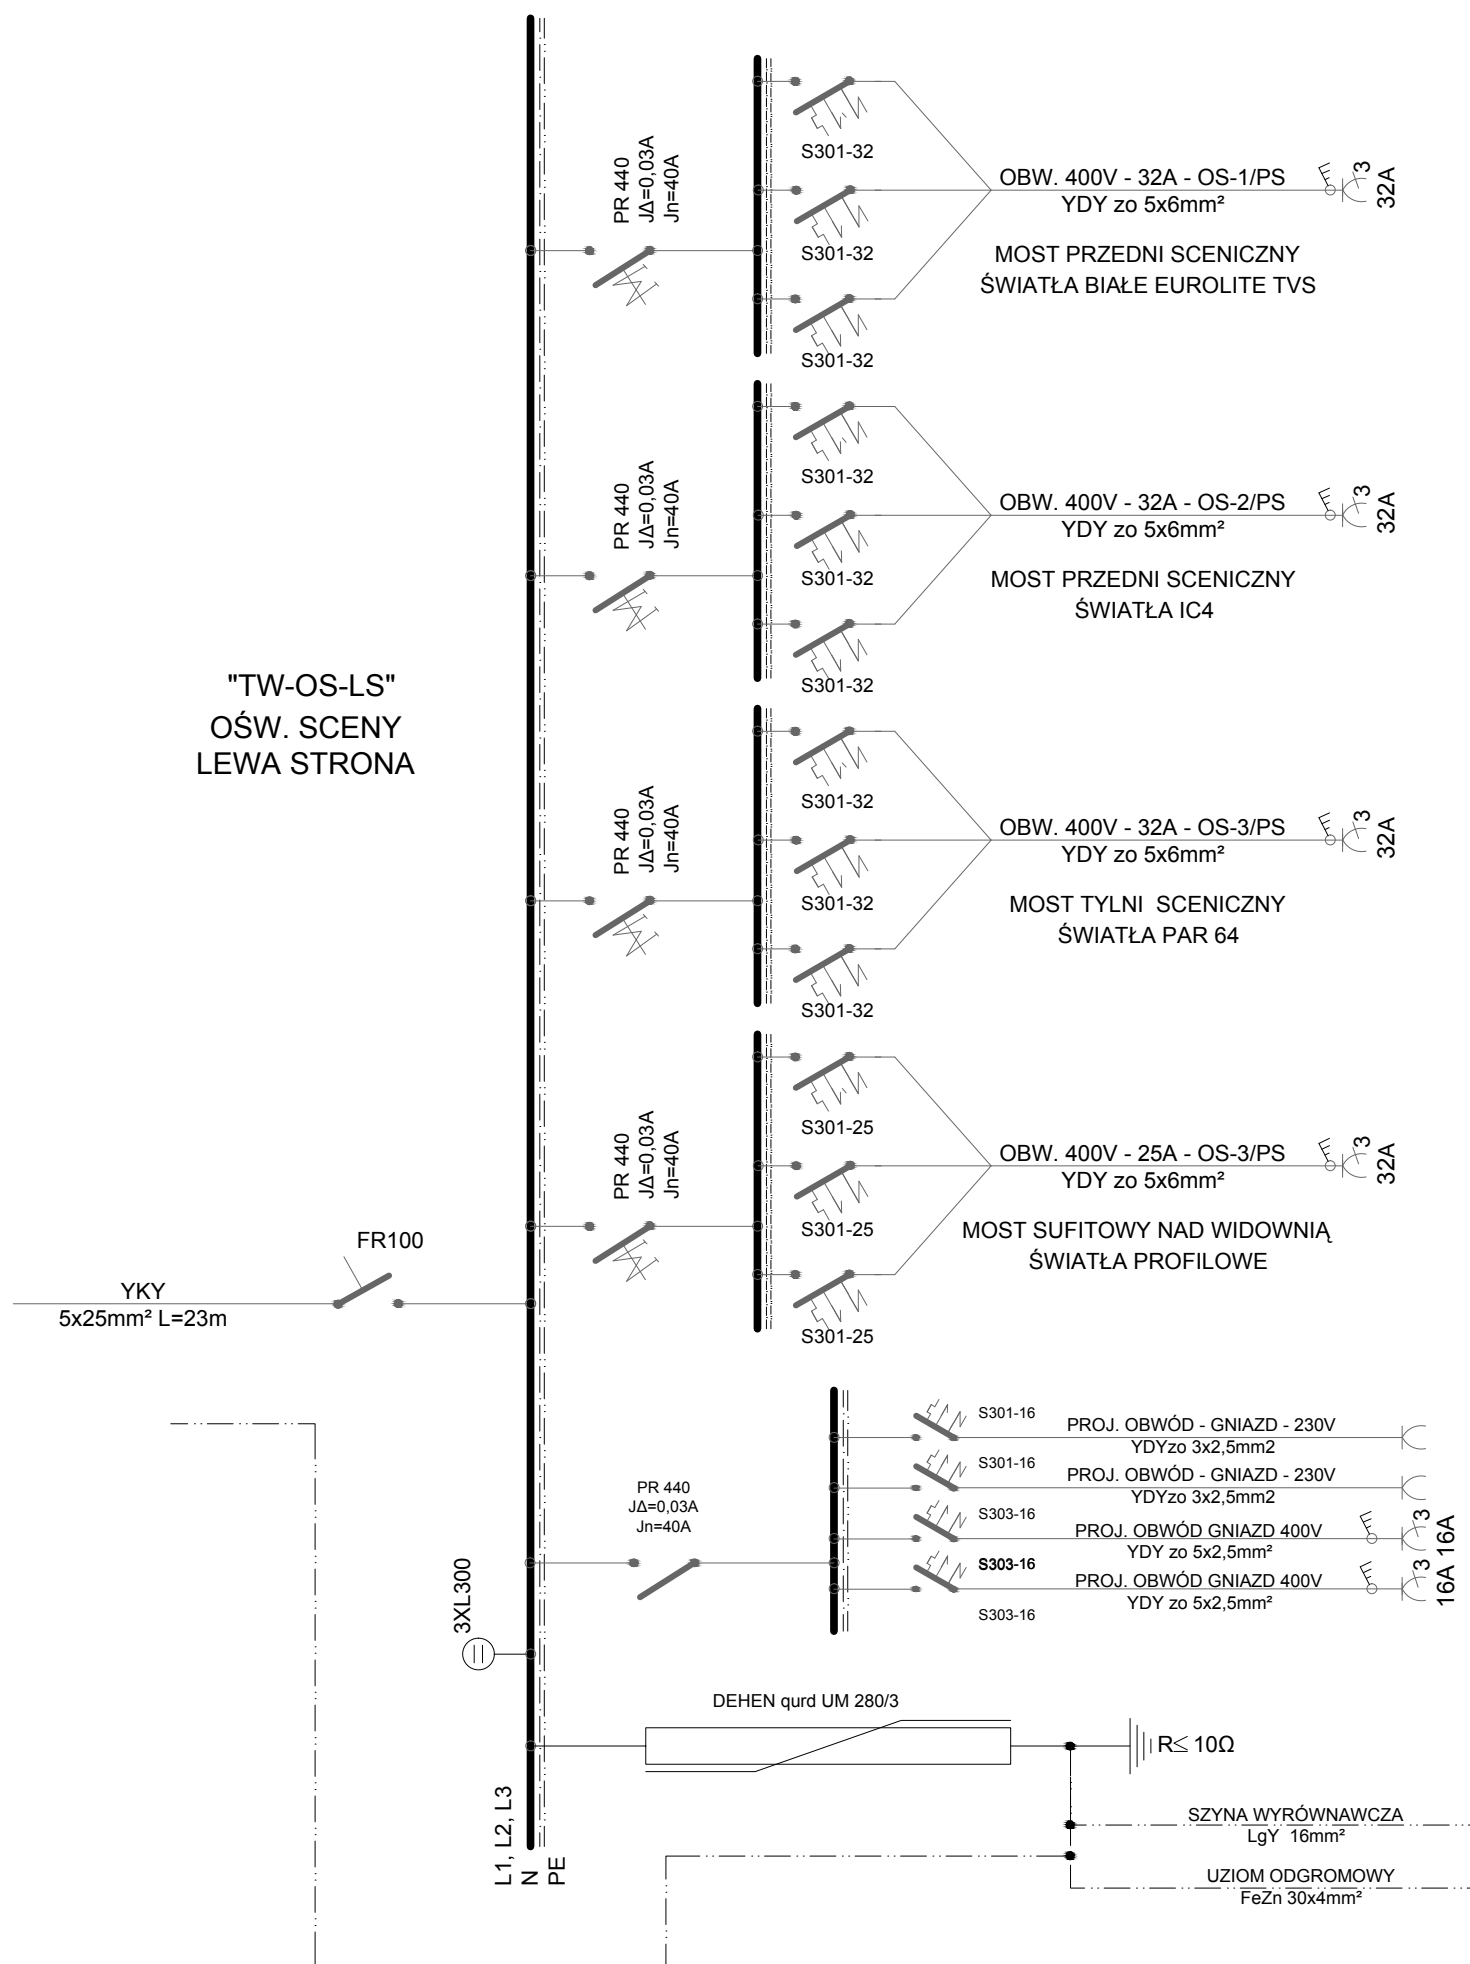 "TW-OS-LS"
OŚW. SCENY
LEWA STRONA
FR100
YKY
5x25mm² L=23m
PR 440
JΔ=0,03A
Jn=40A
S301-32
S301-32
S301-32
OBW. 400V - 32A - OS-1/PS
YDY zo 5x6mm²
3
32A
MOST PRZEDNI SCENICZNY
ŚWIATŁA BIAŁE EUROLITE TVS
PR 440
JΔ=0,03A
Jn=40A
S301-32
S301-32
S301-32
OBW. 400V - 32A - OS-2/PS
YDY zo 5x6mm²
3
32A
MOST PRZEDNI SCENICZNY
ŚWIATŁA IC4
PR 440
JΔ=0,03A
Jn=40A
S301-32
S301-32
S301-32
OBW. 400V - 32A - OS-3/PS
YDY zo 5x6mm²
3
32A
MOST TYLNI SCENICZNY
ŚWIATŁA PAR 64
PR 440
JΔ=0,03A
Jn=40A
S301-25
S301-25
S301-25
OBW. 400V - 25A - OS-3/PS
YDY zo 5x6mm²
3
32A
MOST SUFITOWY NAD WIDOWNIĄ
ŚWIATŁA PROFILOWE
PR 440
JΔ=0,03A
Jn=40A
S301-16
PROJ. OBWÓD - GNIAZD - 230V
YDYzo 3x2,5mm2
S301-16
PROJ. OBWÓD - GNIAZD - 230V
YDYzo 3x2,5mm2
S303-16
PROJ. OBWÓD GNIAZD 400V
YDY zo 5x2,5mm²
3
16A
S303-16
PROJ. OBWÓD GNIAZD 400V
YDY zo 5x2,5mm²
3
16A
S303-16
3XL300
DEHEN qurd UM 280/3
R≤ 10Ω
L1, L2, L3
N
PE
SZYNA WYRÓWNAWCZA
LgY 16mm²
UZIOM ODGROMOWY
FeZn 30x4mm²